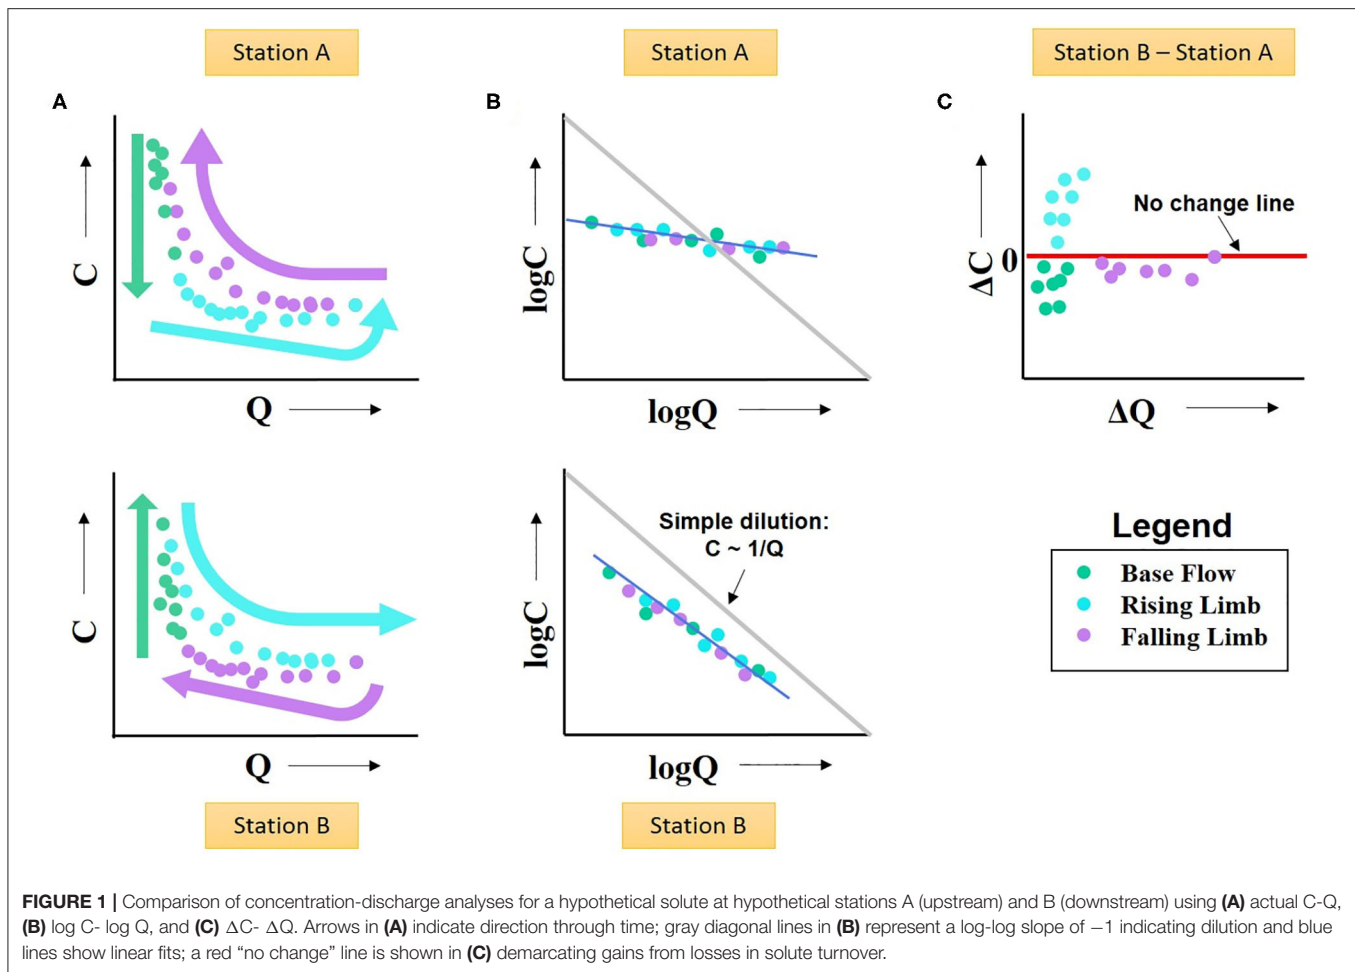 Station A
Station A
Station B – Station A
A
B
C
C
Q
logC
logQ
No change line
0
ΔC
ΔQ
C
Q
Simple dilution:
C ~ 1/Q
logC
logQ
Legend
Base Flow
Rising Limb
Falling Limb
Station B
Station B
FIGURE 1 | Comparison of concentration-discharge analyses for a hypothetical solute at hypothetical stations A (upstream) and B (downstream) using (A) actual C-Q,
(B) log C- log Q, and (C) ΔC- ΔQ. Arrows in (A) indicate direction through time; gray diagonal lines in (B) represent a log-log slope of −1 indicating dilution and blue
lines show linear fits; a red “no change” line is shown in (C) demarcating gains from losses in solute turnover.